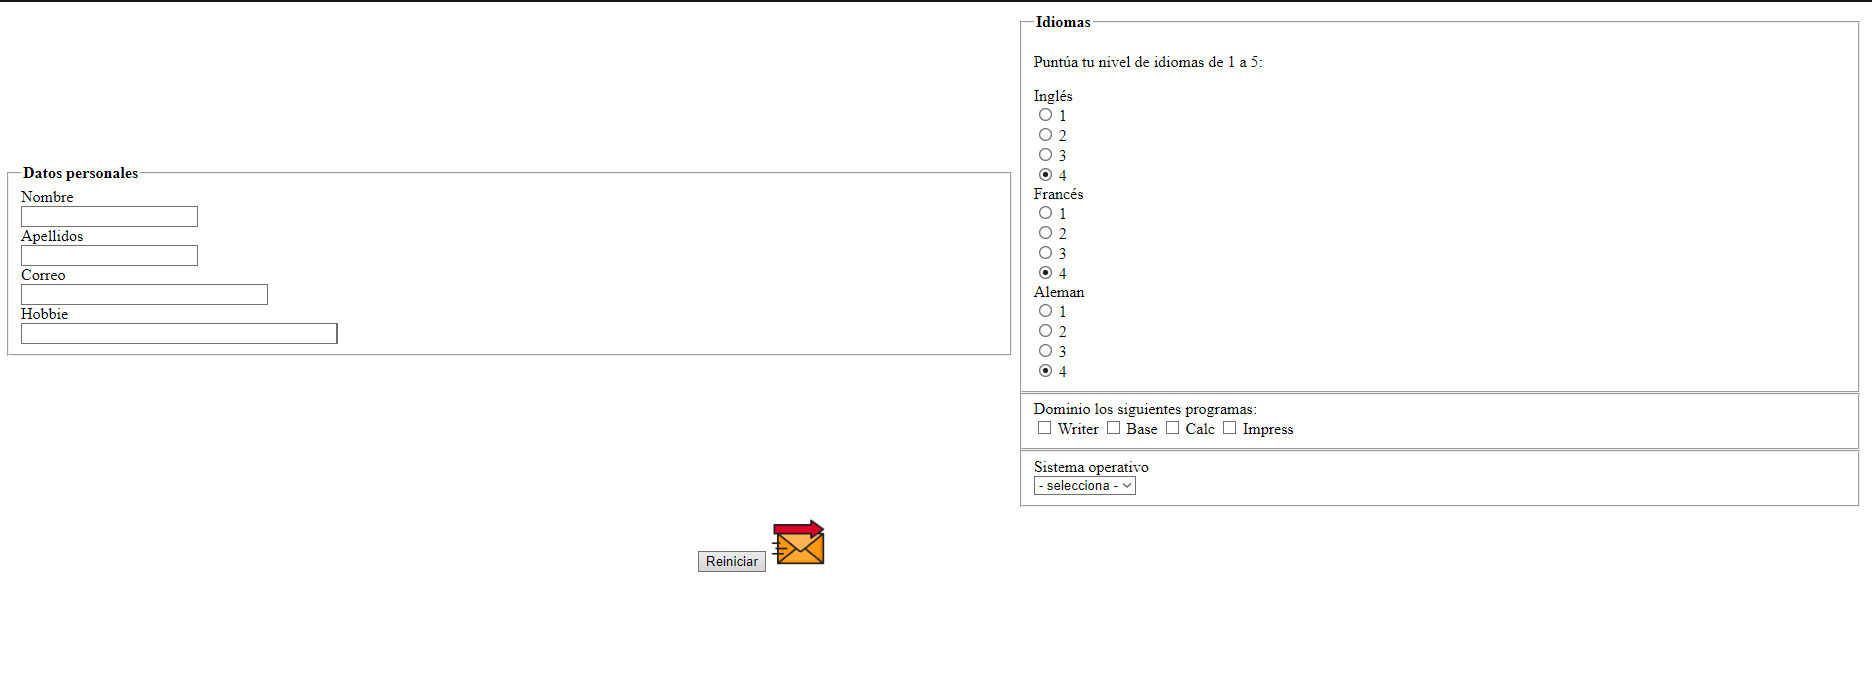 Datos personales
Nombre
Apellidos
Correo
Hobbie
Idiomas
Puntúa tu nivel de idiomas de 1 a 5:
Inglés
1
2
3
4
Francés
1
2
3
4
Aleman
1
2
3
4
Dominio los siguientes programas:
Writer Base Calc Impress
Sistema operativo
- selecciona -
Reiniciar